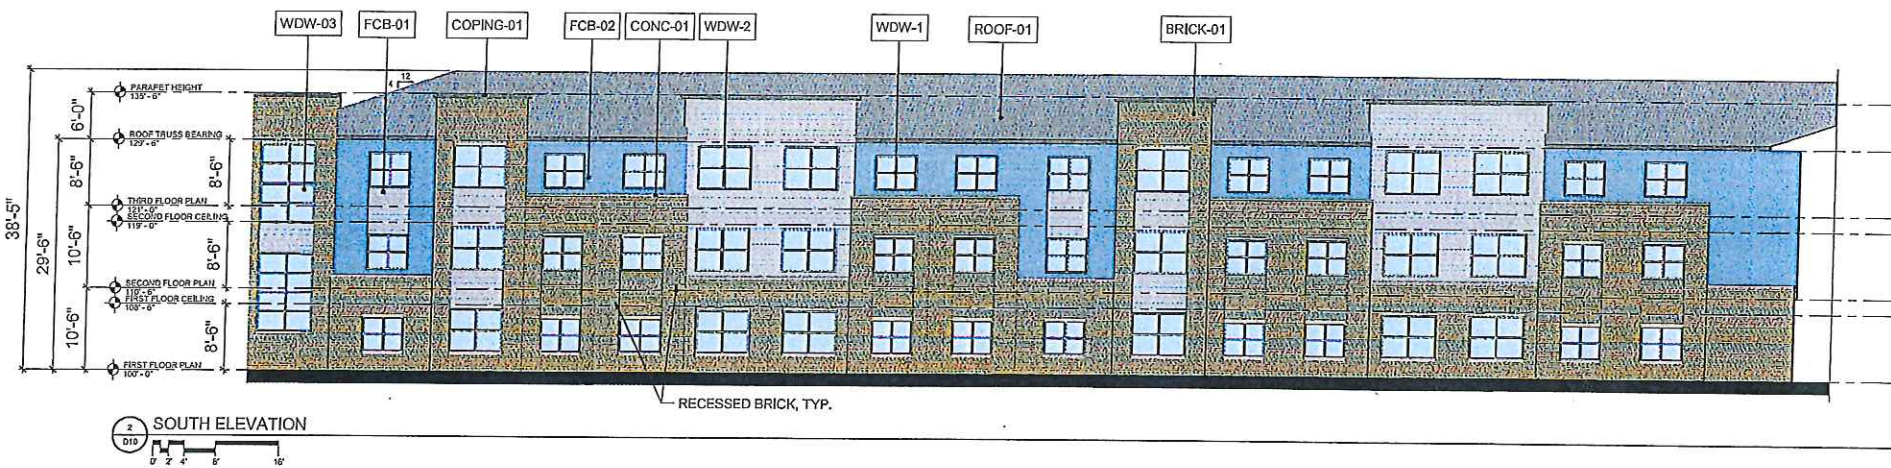 WDW-03 FCB-01 COPING-01 FCB-02 CONC-01 WDW-2 WDW-1 ROOF-01 BRICK-01
12
4
PARAPET HEIGHT
135'-6"
6'-0"
ROOF TRUSS BEARING
129'-6"
8'-6"
8'-6"
THIRD FLOOR PLAN
121'-0"
SECOND FLOOR CEILING
119'-0"
38'-5"
29'-6"
10'-6"
8'-6"
SECOND FLOOR PLAN
110'-6"
FIRST FLOOR CEILING
108'-6"
10'-6"
8'-6"
FIRST FLOOR PLAN
100'-0"
RECESSED BRICK, TYP.
2
D10
SOUTH ELEVATION
0' 2' 4' 8' 16'